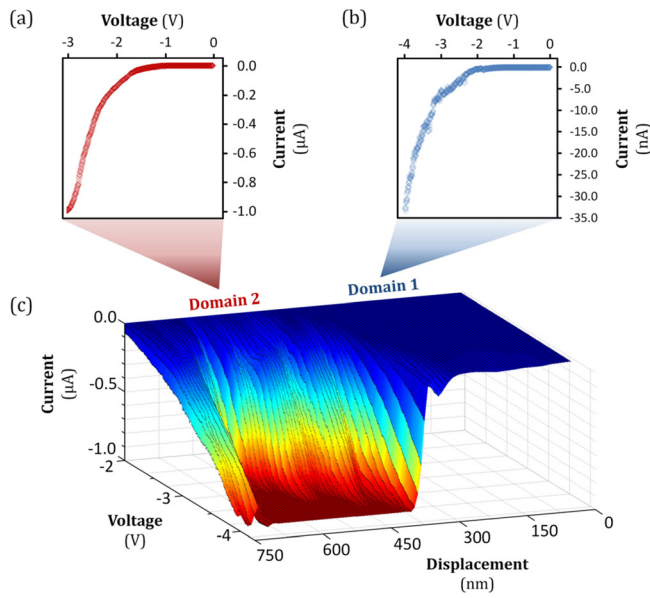 (a)
Voltage (V)
-3 -2 -1 0
0.0
-0.2
-0.4
-0.6
-0.8
-1.0
Current
(μA)
(b)
Voltage (V)
-4 -3 -2 -1 0
0.0
-5.0
-10.0
-15.0
-20.0
-25.0
-30.0
-35.0
Current
(nA)
(c)
Domain 2
Domain 1
0.0
-0.5
-1.0
Current
(μA)
-2
-3
-4
Voltage
(V)
750 600 450 300 150 0
Displacement
(nm)